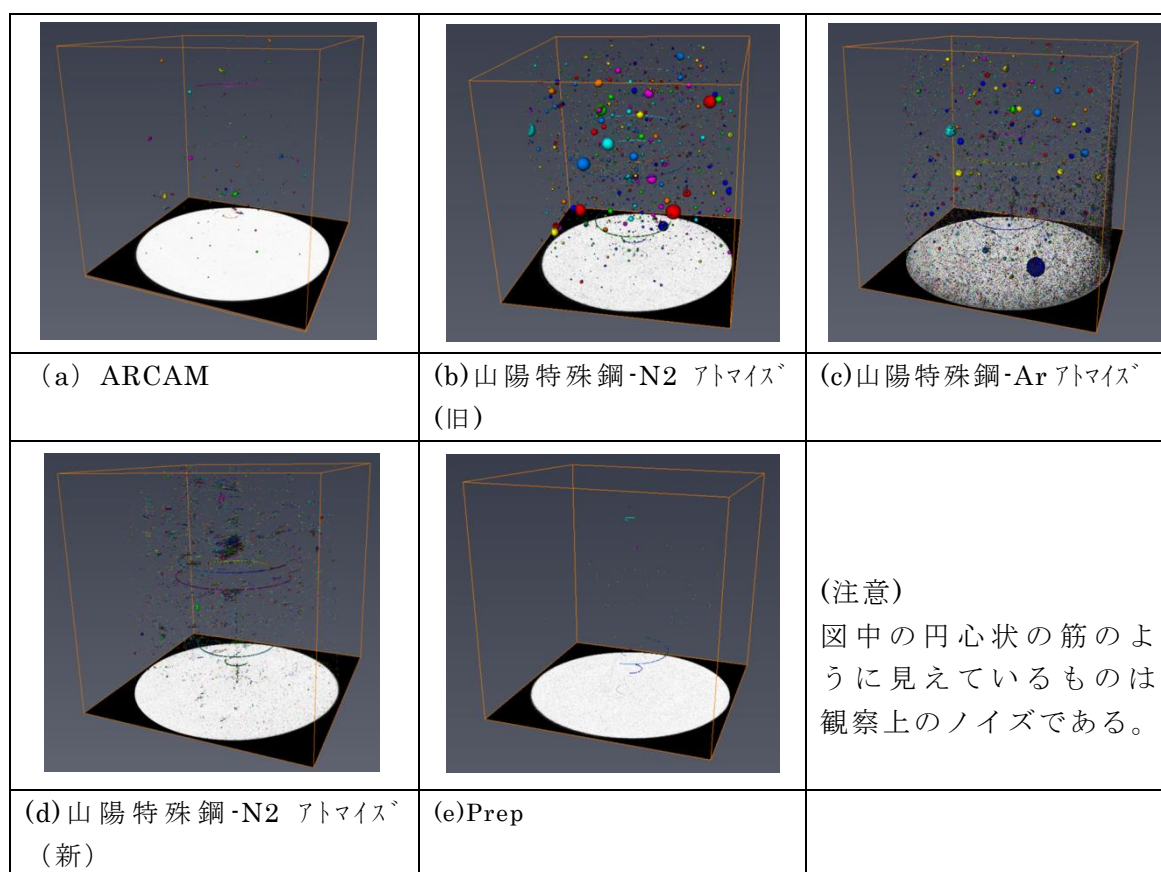 (a) ARCAM
(b)山陽特殊鋼-N2 ｱﾄﾏｲｽﾞ
(旧)
(c)山陽特殊鋼-Ar ｱﾄﾏｲｽﾞ
(注意)
図中の円心状の筋のよ
うに見えているものは
観察上のノイズである。
(d)山陽特殊鋼-N2 ｱﾄﾏｲｽﾞ
（新）
(e)Prep